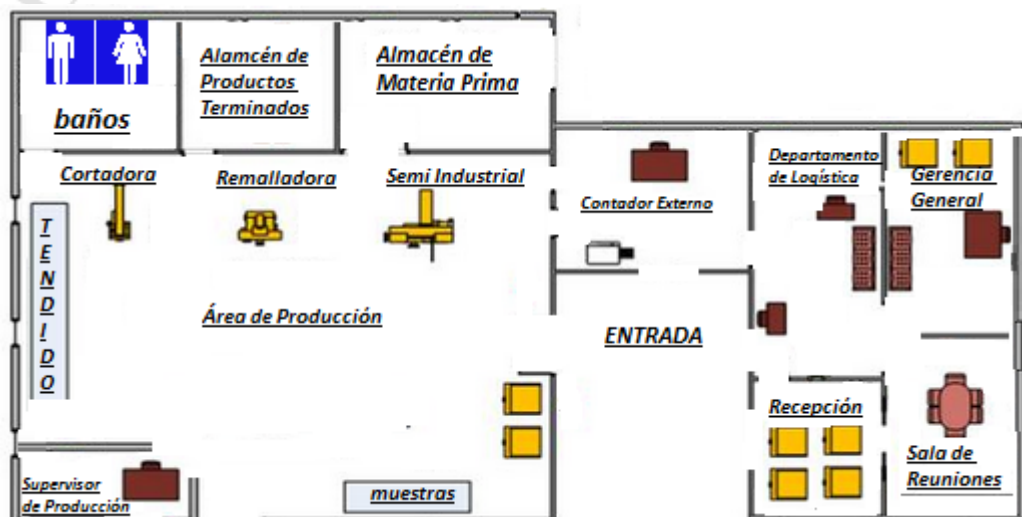 baños
Alamcén de
Productos
Terminados
Almacén de
Materia Prima
Cortadora
Remalladora
Semi Industrial
Contador Externo
Departamento
de Logística
Gerencia
General
TENDIDO
Área de Producción
ENTRADA
Recepción
Sala de
Reuniones
Supervisor
de Producción
muestras